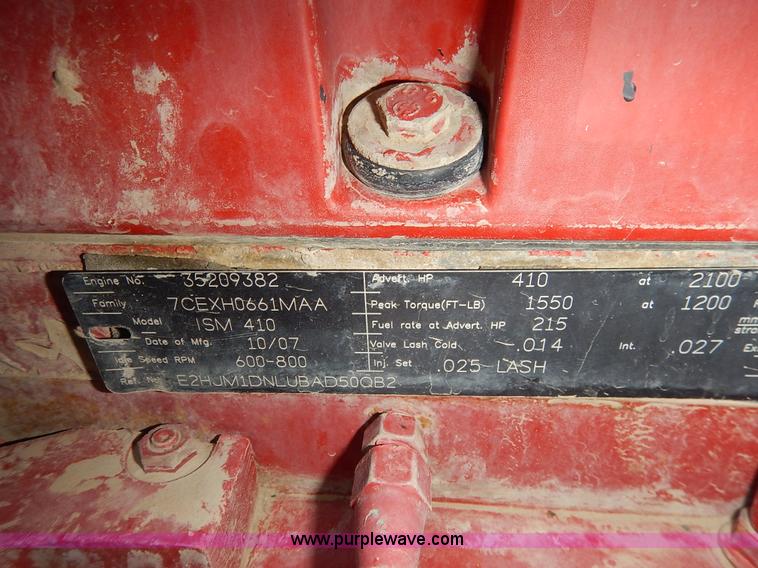 Engine No. 35209382 Advert. HP 410 at 2100
Family 7CEXH0661MAA Peak Torque(FT-LB) 1550 at 1200
Model ISM 410 Fuel rate at Advert. HP 215 mm
Date of Mfg. 10/07 Valve Lash Cold .014 Int. .027 Ex
Idle Speed RPM 600-800 Inj. Set .025 LASH
Ref. No.
www.purplewave.com